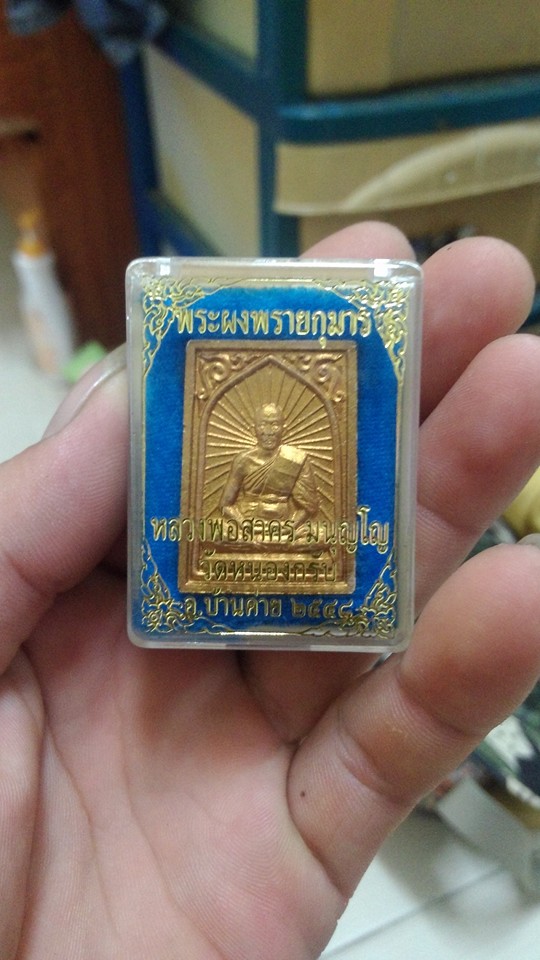 พระผงพรายกุมาร
หลวงพ่อสาคร มนุญฺโญ
วัดหนองกรับ
อ.บ้านค่าย ๒๕๔๘